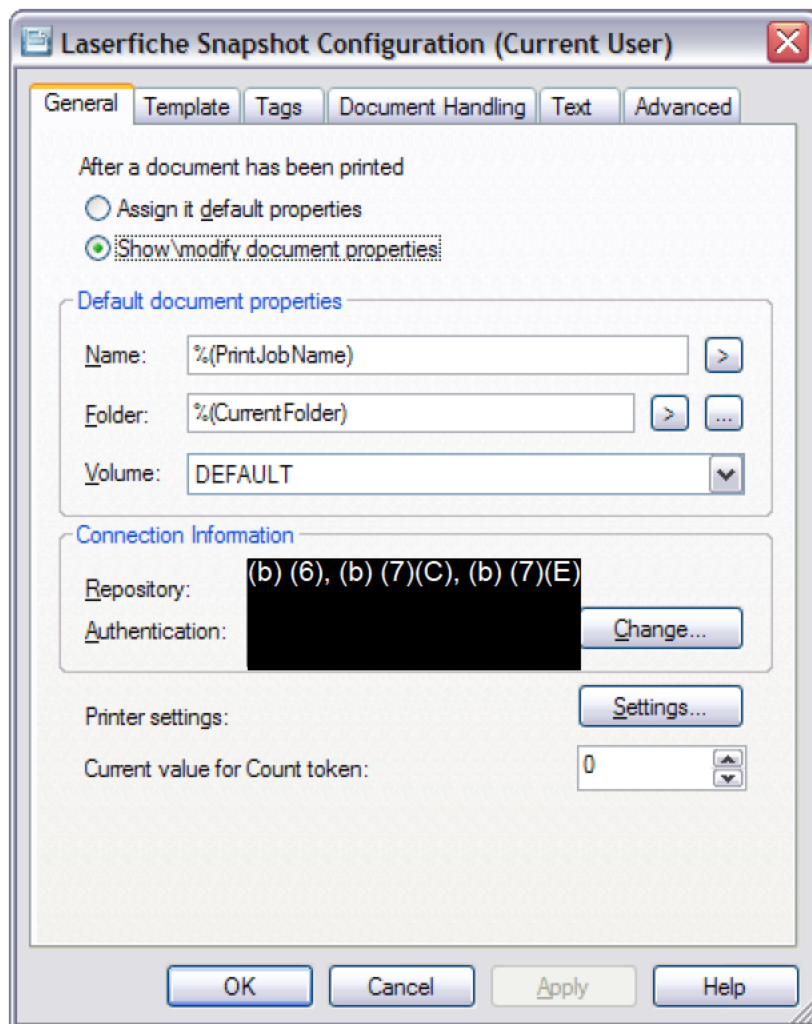 Laserfiche Snapshot Configuration (Current User)
General Template Tags Document Handling Text Advanced
After a document has been printed
Assign it default properties
Show\modify document properties
Default document properties
Name: %(PrintJobName) >
Folder: %(CurrentFolder) > ...
Volume: DEFAULT
Connection Information
(b) (6), (b) (7)(C), (b) (7)(E)
Repository:
Authentication: Change...
Printer settings: Settings...
Current value for Count token: 0
OK Cancel Apply Help